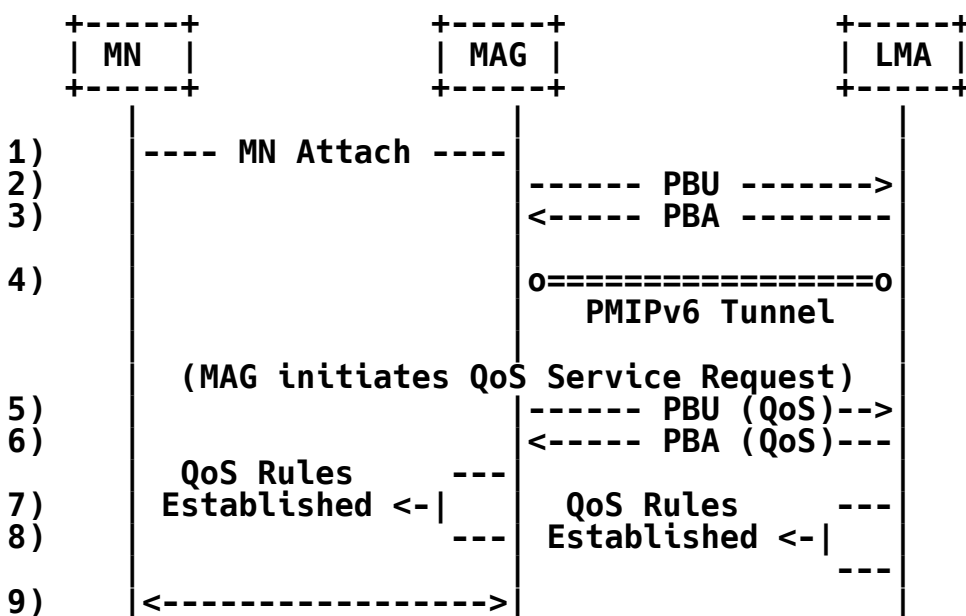 +-----+            +-----+             +-----+
| MN  |            | MAG |             | LMA |
+-----+            +-----+             +-----+
1) |---- MN Attach ----|
2) |------ PBU ------->|
3) |<----- PBA --------|
4) |o=================o|
PMIPv6 Tunnel
(MAG initiates QoS Service Request)
5) |------ PBU (QoS)-->|
6) |<----- PBA (QoS)---|
QoS Rules     ---|
7) Established <-|   QoS Rules     ---
8) ---| Established <-|
---|
9) |<----------------->|